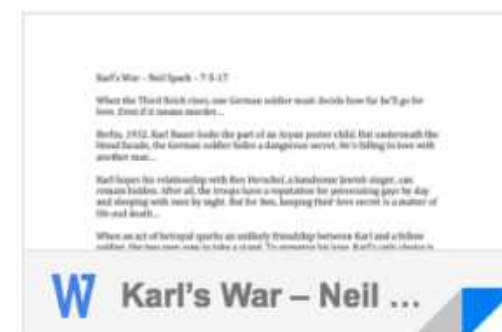 Karl's War - Neil Spark - 7-5-17
When the Third Reich rises, one German soldier must decide how far he'll go for
love. Even if it means murder...
Berlin, 1932. Karl Bauer looks the part of an Aryan poster child. But underneath the
blond facade, the German soldier hides a dangerous secret. He's falling in love with
another man...
Karl hopes his relationship with Ben Herschel, a handsome Jewish singer, can
remain hidden. After all, the troops have a reputation for persecuting gays by day
and sleeping with men by night. But for Ben, keeping their love secret is a matter of
life and death...
When an act of betrayal sparks an unlikely friendship between Karl and a fellow
soldier, the two men vow to take a stand. To preserve his love, Karl's only choice is
W Karl's War – Neil ...